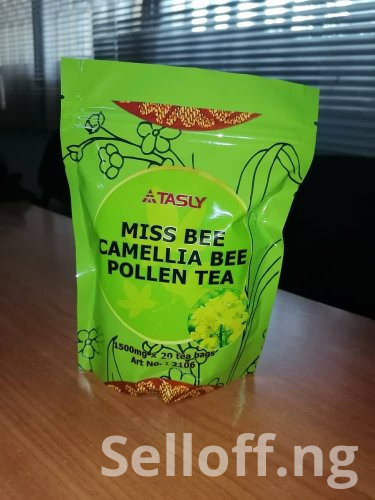 TASLY
MISS BEE
CAMELLIA BEE
POLLEN TEA
1500mg x 20 tea bags
Art No.
Selloff.ng